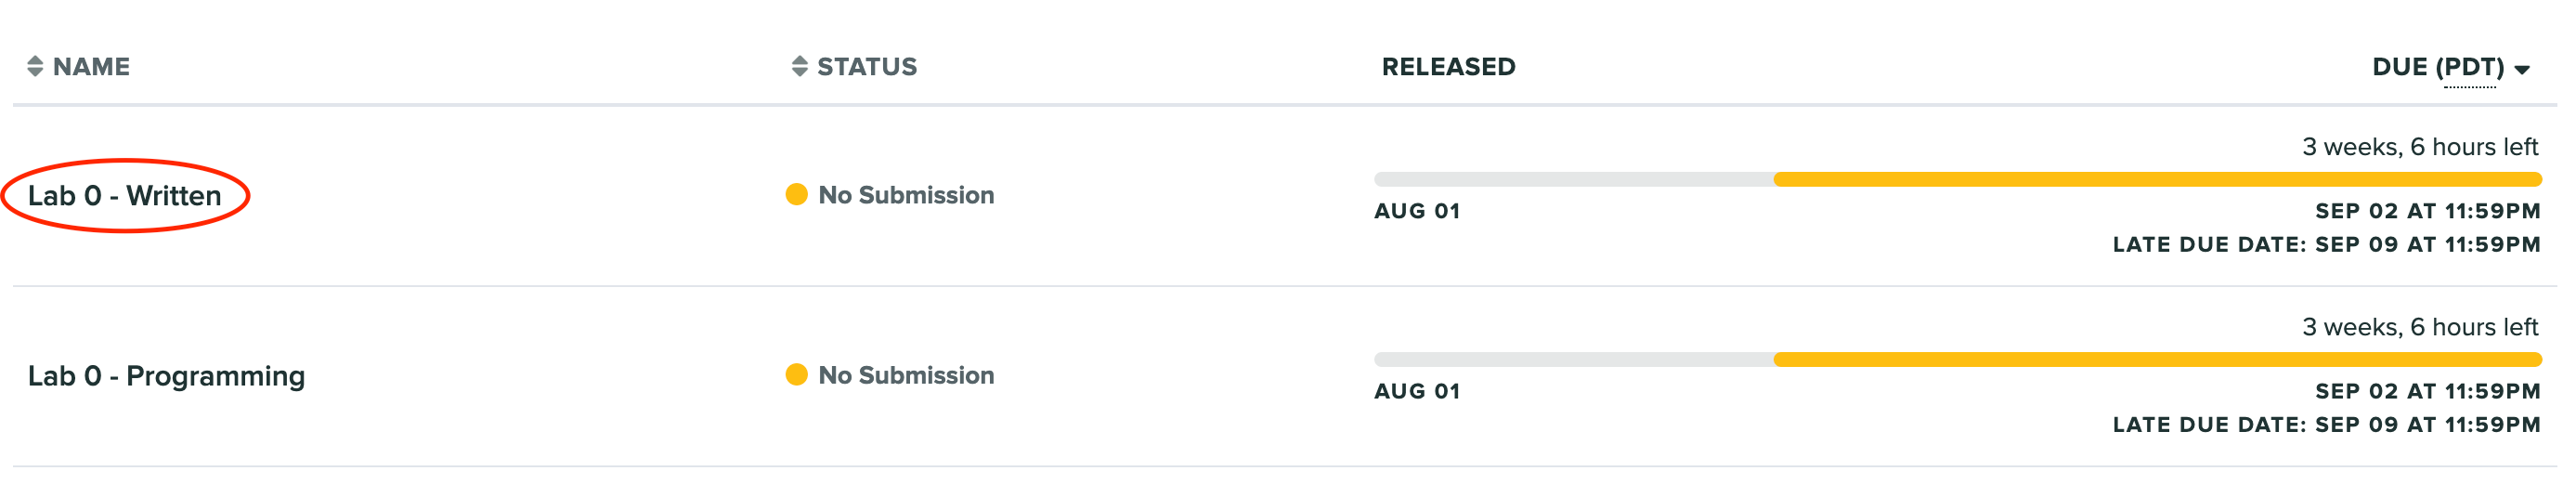 NAME STATUS RELEASED DUE (PDT)
3 weeks, 6 hours left
Lab 0 - Written No Submission
AUG 01 SEP 02 AT 11:59PM
LATE DUE DATE: SEP 09 AT 11:59PM
3 weeks, 6 hours left
Lab 0 - Programming No Submission
AUG 01 SEP 02 AT 11:59PM
LATE DUE DATE: SEP 09 AT 11:59PM